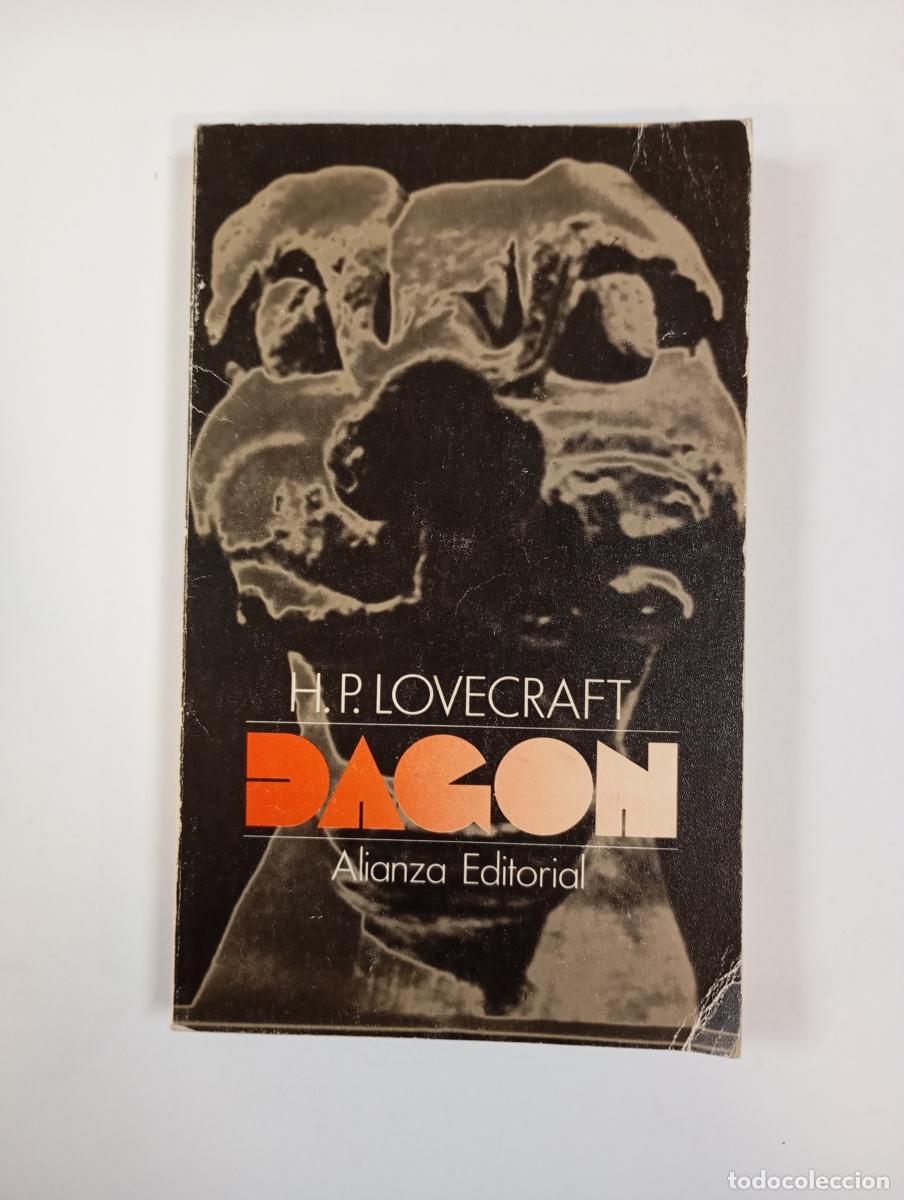 H.P. LOVECRAFT
DAGON
Alianza Editorial
todocoleccion